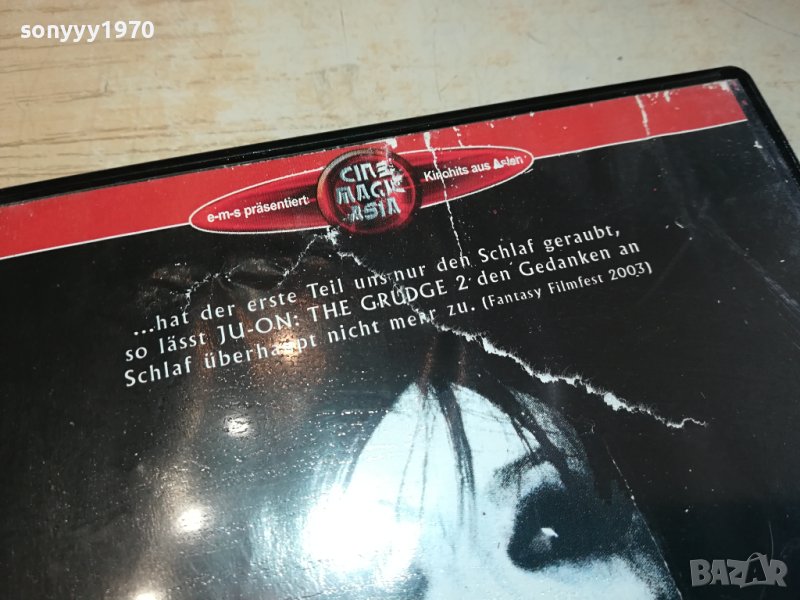 sonyyy1970
e-m-s präsentiert
CINE
MAGIC
ASIA
Kinohits aus Asien
...hat der erste Teil uns nur den Schlaf geraubt,
so lässt JU-ON: THE GRUDGE 2 den Gedanken an
Schlaf überhaupt nicht mehr zu. (Fantasy Filmfest 2003)
BAZAR